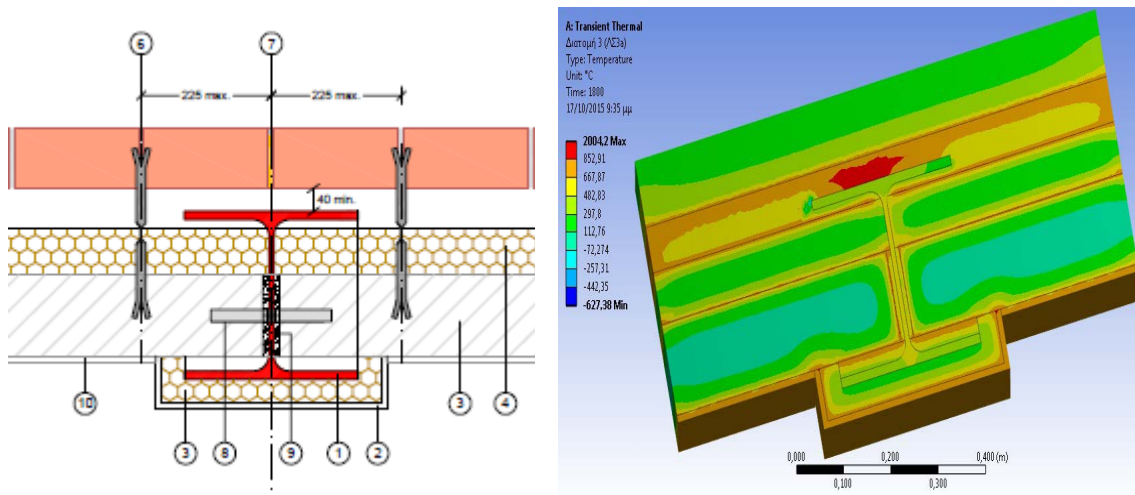 6
7
225 max.
225 max.
40 min.
10
3
8
9
1
2
3
4
A: Transient Thermal
Διατομή 3 (ΛΣ3a)
Type: Temperature
Unit: °C
Time: 1800
17/10/2015 9:35 μμ
2004,2 Max
852,91
667,87
482,83
297,8
112,76
-72,274
-257,31
-442,35
-627,38 Min
0,000
0,200
0,400 (m)
0,100
0,300